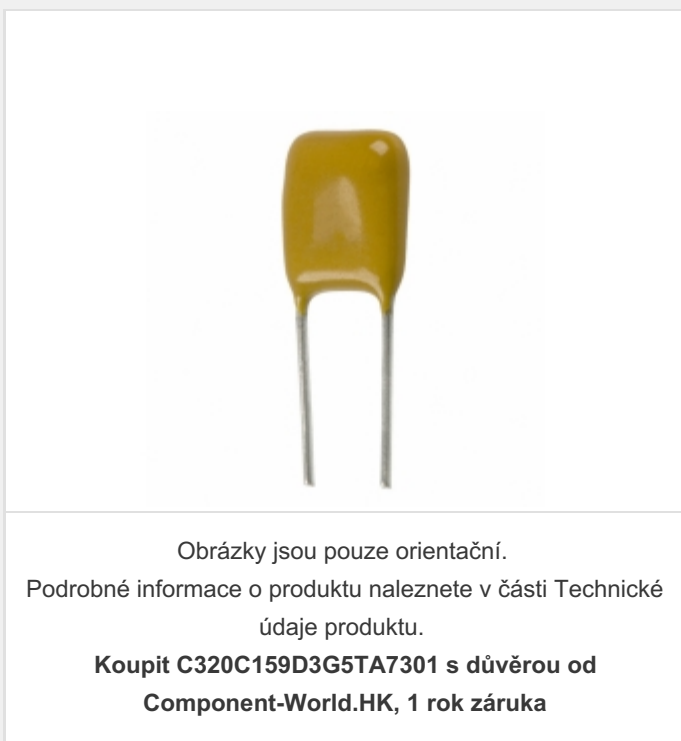 Obrázky jsou pouze orientační.
Podrobné informace o produktu naleznete v části Technické
údaje produktu.
Koupit C320C159D3G5TA7301 s důvěrou od
Component-World.HK, 1 rok záruka